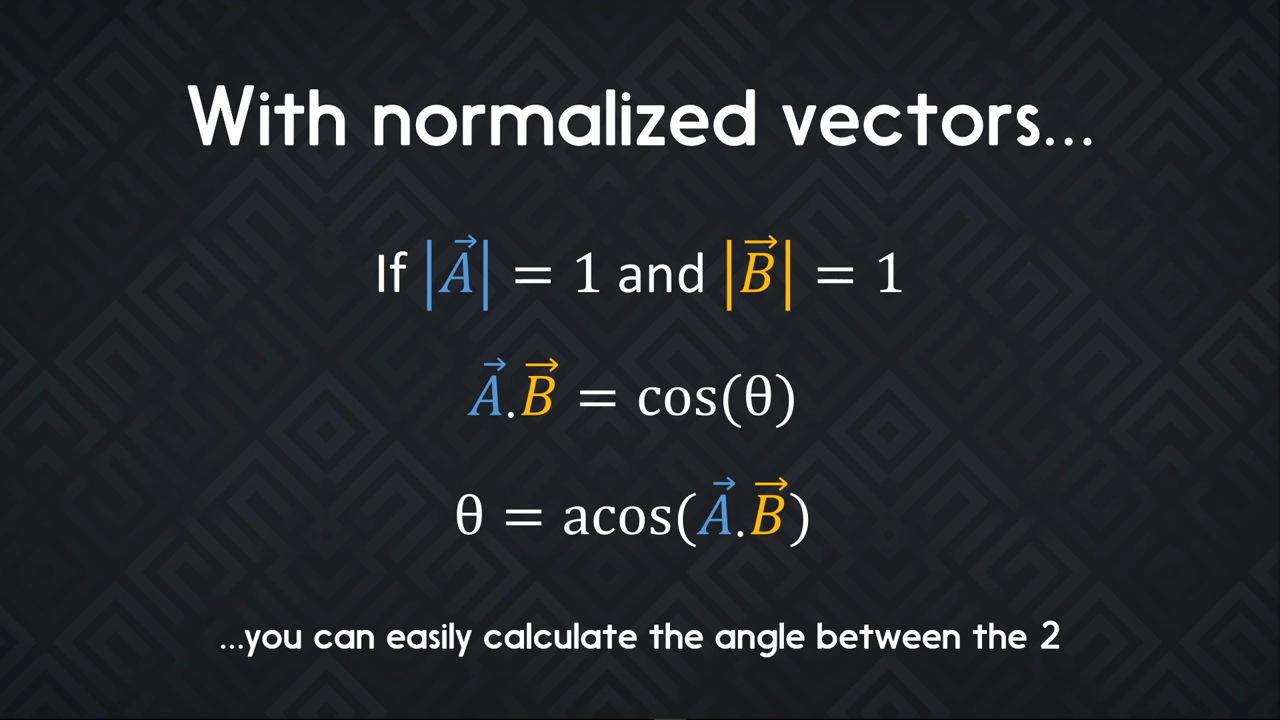 With normalized vectors...
If |A⃗| = 1 and |B⃗| = 1
A⃗.B⃗ = cos(θ)
θ = acos(A⃗.B⃗)
...you can easily calculate the angle between the 2